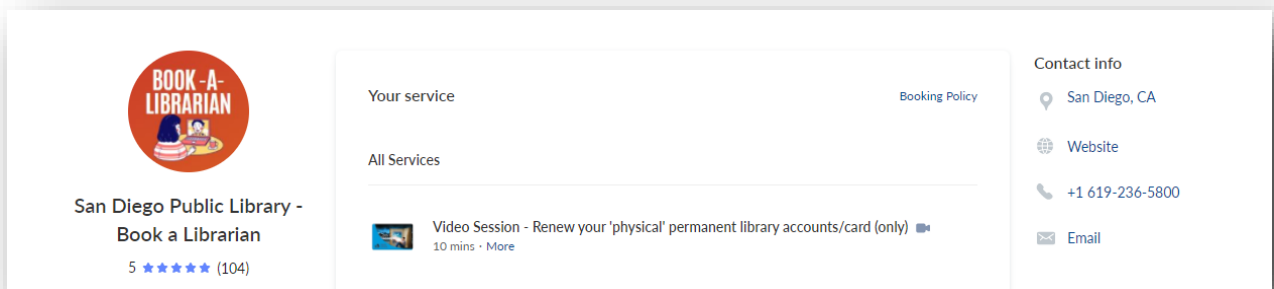 BOOK-A-
LIBRARIAN
San Diego Public Library -
Book a Librarian
5 ★★★★★ (104)
Your service
Booking Policy
All Services
Video Session - Renew your 'physical' permanent library accounts/card (only)
10 mins · More
Contact info
San Diego, CA
Website
+1 619-236-5800
Email